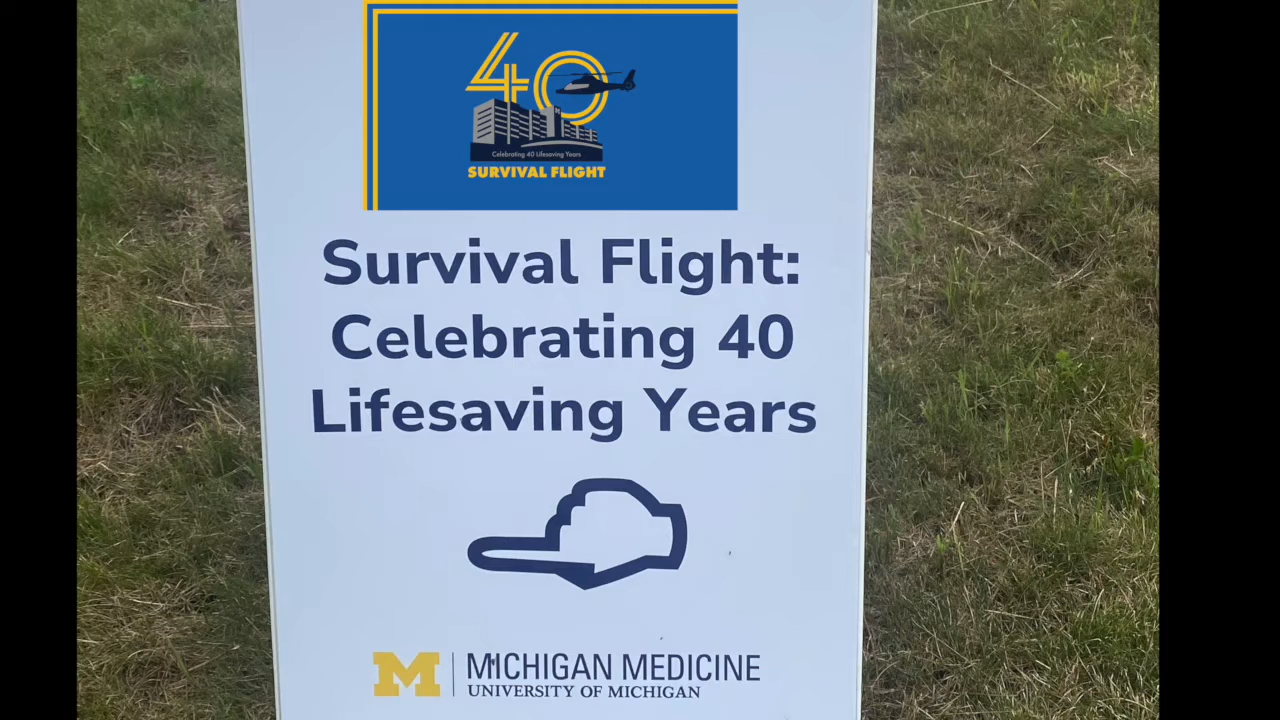 40
Celebrating 40 Lifesaving Years
SURVIVAL FLIGHT
Survival Flight:
Celebrating 40
Lifesaving Years
M
MICHIGAN MEDICINE
UNIVERSITY OF MICHIGAN